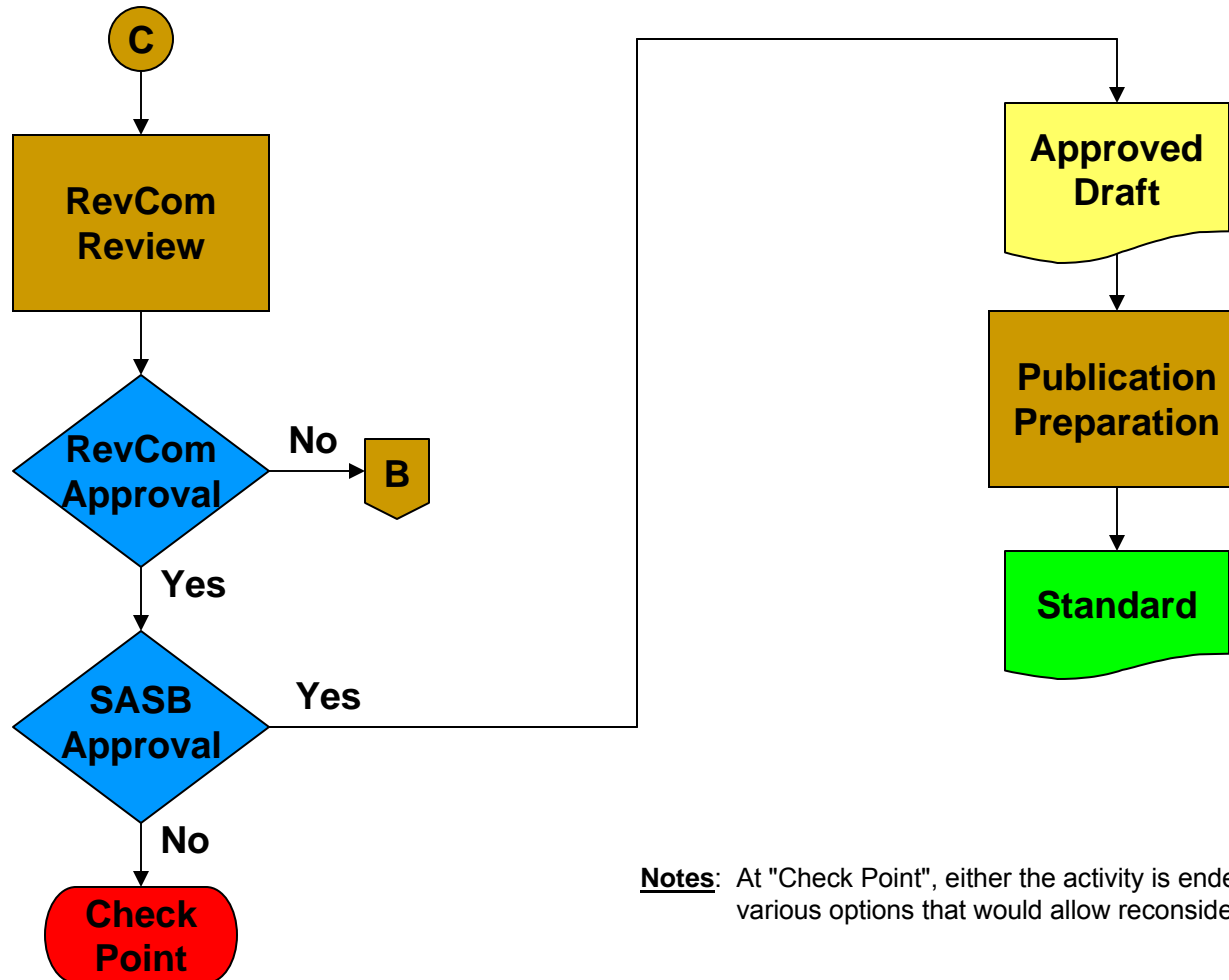 C
RevCom
Review
RevCom
Approval
No
B
Yes
SASB
Approval
Yes
No
Check
Point
Approved
Draft
Publication
Preparation
Standard
Notes: At "Check Point", either the activity is ende
various options that would allow reconside